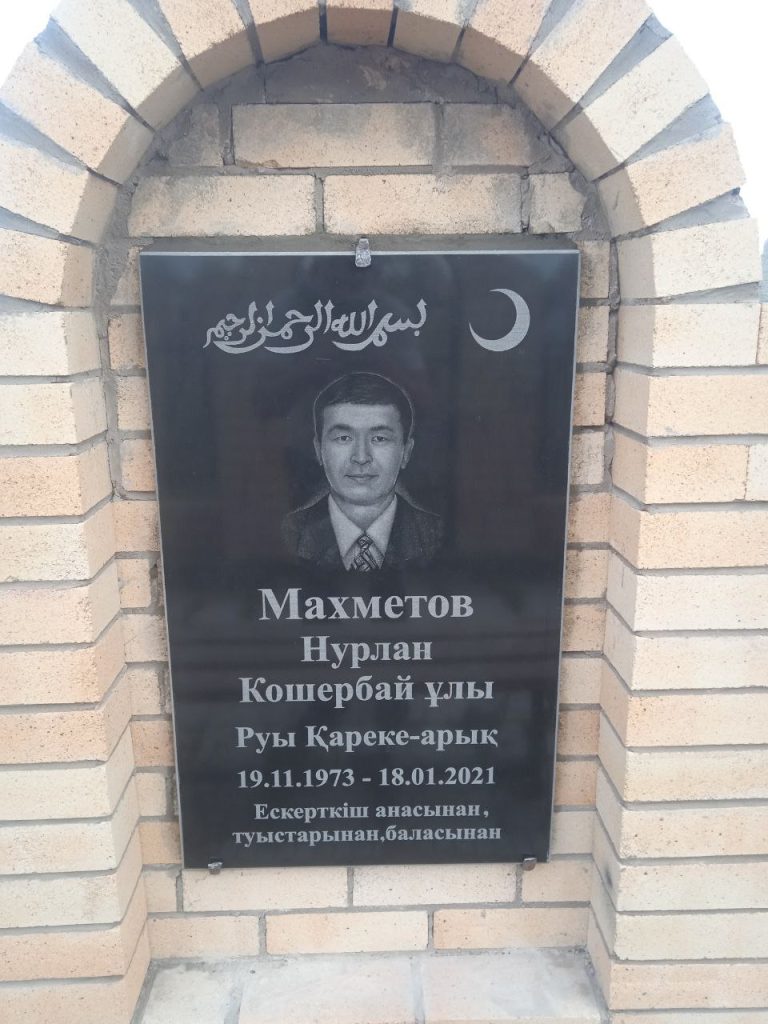 بسم الله الرحمن الرحيم
Махметов
Нурлан
Кошербай ұлы
Руы Қареке-арық
19.11.1973 - 18.01.2021
Ескерткіш анасынан,
туыстарынан,баласынан